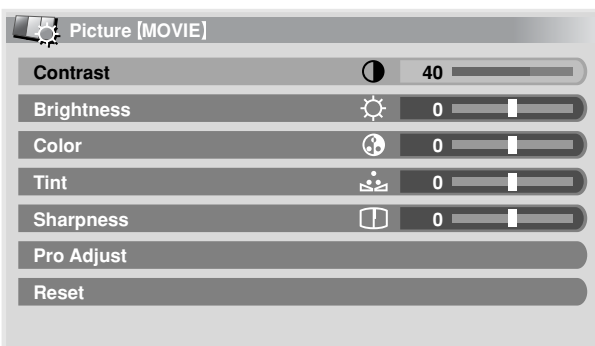 Picture [MOVIE]
Contrast 40
Brightness 0
Color 0
Tint 0
Sharpness 0
Pro Adjust
Reset